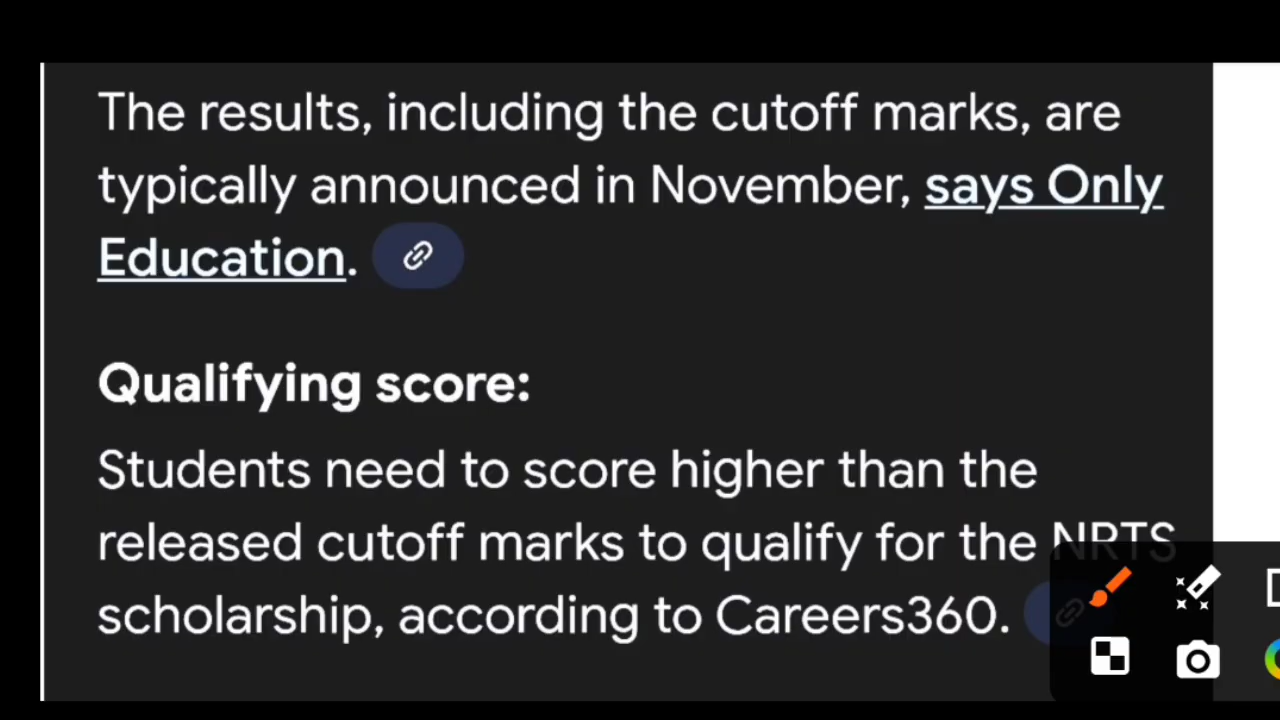 The results, including the cutoff marks, are
typically announced in November, says Only
Education.
Qualifying score:
Students need to score higher than the
released cutoff marks to qualify for the NRTS
scholarship, according to Careers360.